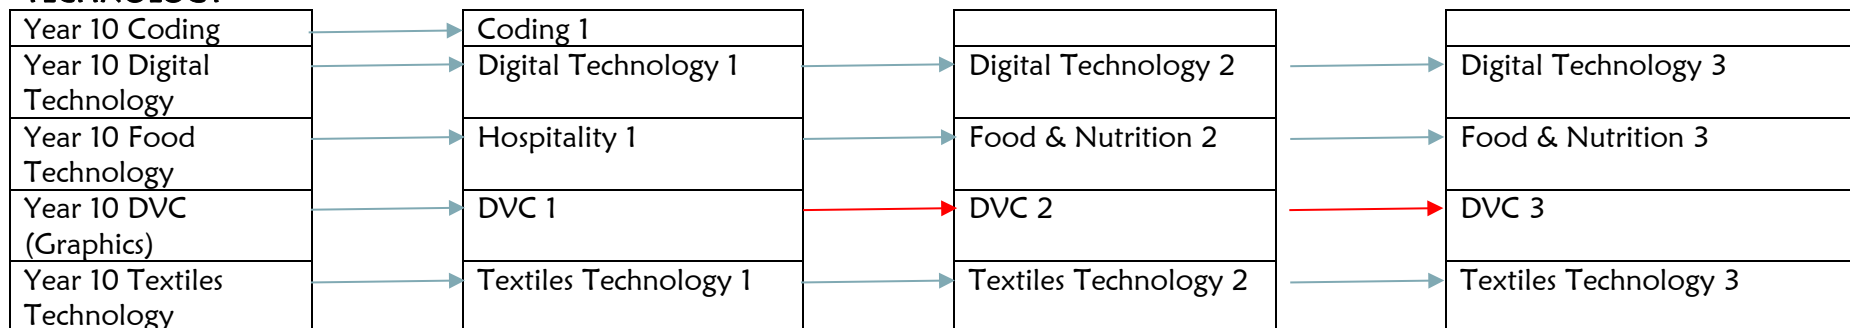 TECHNOLOGY
Year 10 Coding
Coding 1
Year 10 Digital
Technology
Digital Technology 1
Digital Technology 2
Digital Technology 3
Year 10 Food
Technology
Hospitality 1
Food & Nutrition 2
Food & Nutrition 3
Year 10 DVC
(Graphics)
DVC 1
DVC 2
DVC 3
Year 10 Textiles
Technology
Textiles Technology 1
Textiles Technology 2
Textiles Technology 3